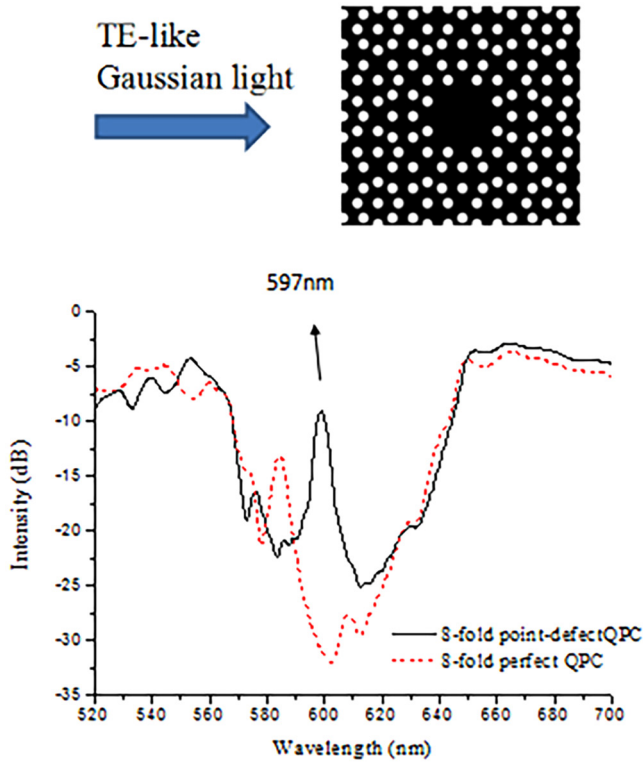 TE-like
Gaussian light
597nm
0
-5
-10
-15
-20
-25
-30
-35
Intensity (dB)
8-fold point-defectQPC
8-fold perfect QPC
520 540 560 580 600 620 640 660 680 700
Wavelength (nm)